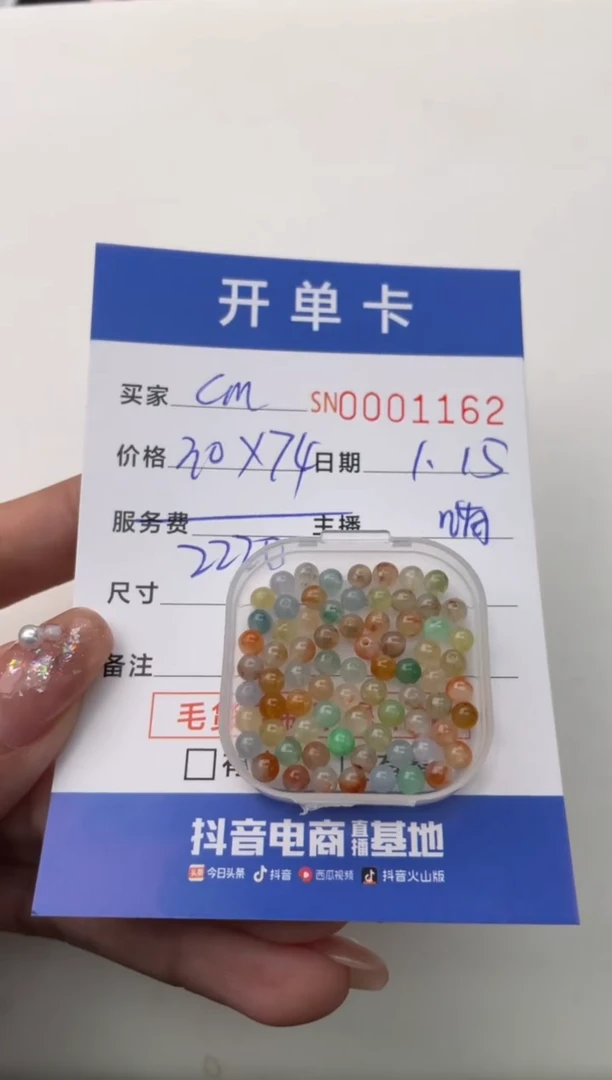 开单卡
买家 cm SN0001162
价格 30X74 日期 1.15
服务费 主播
2220
尺寸
备注
毛货
抖音电商直播基地
今日头条 抖音 西瓜视频 抖音火山版